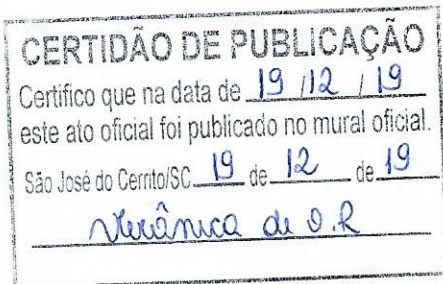 CERTIDÃO DE PUBLICAÇÃO
Certifico que na data de 19 / 12 / 19
este ato oficial foi publicado no mural oficial.
São José do Cerrito/SC 19 de 12 de 19
Verânica de O.R